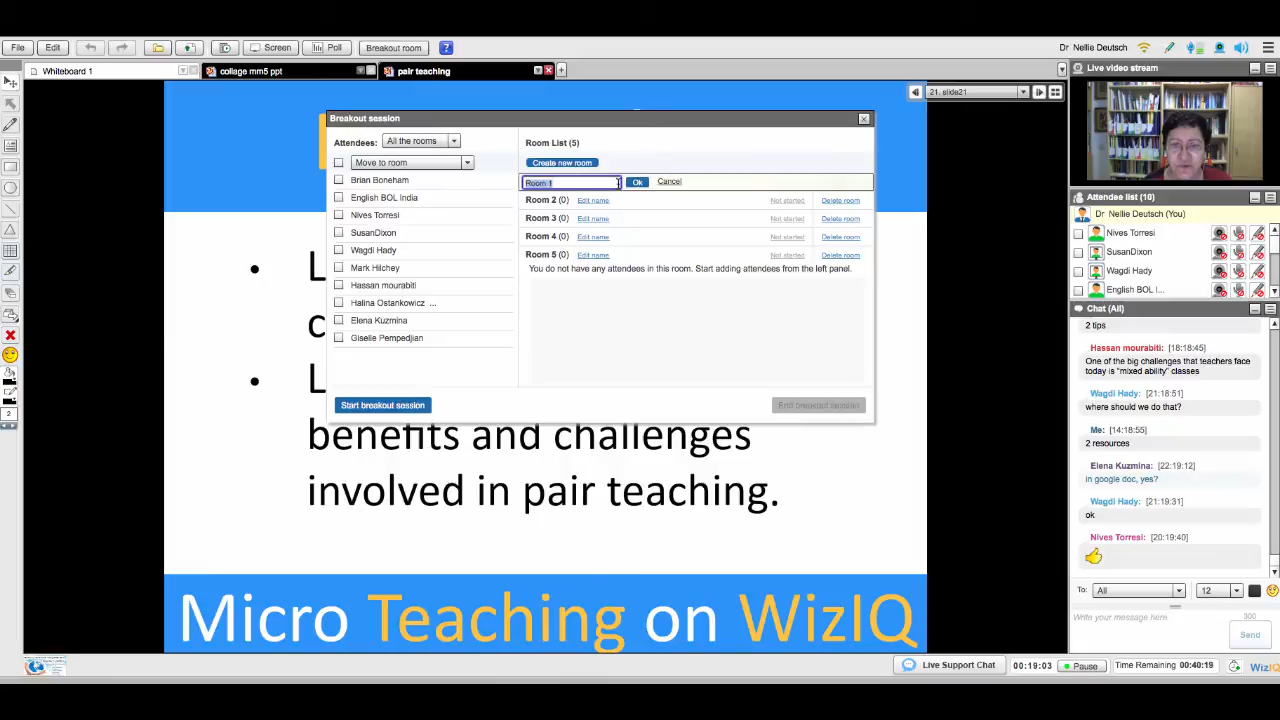 File Edit Screen Poll Breakout room ? Dr Nellie Deutsch
Whiteboard 1 collage mm5 ppt pair teaching
21. slide21
Breakout session
Attendees: All the rooms
Move to room
Brian Boneham
English BOL India
Nives Torresi
SusanDixon
Wagdi Hady
Mark Hilchey
Hassan mourabiti
Halina Ostankowicz ...
Elena Kuzmina
Giselle Pempedjian
Start breakout session
Room List (5)
Create new room
Room 1 Ok Cancel
Room 2 (0) Edit name Not started Delete room
Room 3 (0) Edit name Not started Delete room
Room 4 (0) Edit name Not started Delete room
Room 5 (0) Edit name Not started Delete room
You do not have any attendees in this room. Start adding attendees from the left panel.
End breakout session
L
c
L
benefits and challenges
involved in pair teaching.
Micro Teaching on WizIQ
2
Live video stream
Attendee list (10)
Dr Nellie Deutsch (You)
Nives Torresi
SusanDixon
Wagdi Hady
English BOL I...
Chat (All)
2 tips
Hassan mourabiti: [18:18:45]
One of the big challenges that teachers face
today is "mixed ability" classes
Wagdi Hady: [21:18:51]
where should we do that?
Me: [14:18:55]
2 resources
Elena Kuzmina: [22:19:12]
in google doc, yes?
Wagdi Hady: [21:19:31]
ok
Nives Torresi: [20:19:40]
To: All 12
Write your message here 300
Send
Live Support Chat 00:19:03 Pause Time Remaining 00:40:19 WizIQ